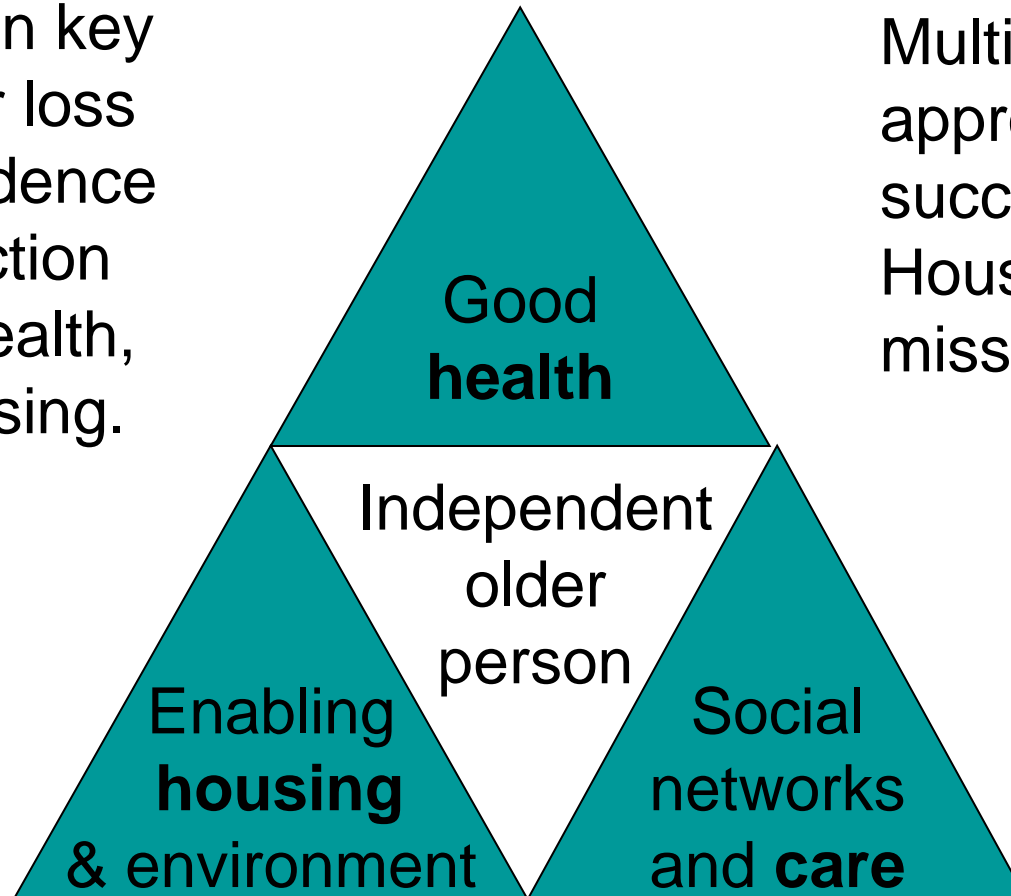 n key
r loss
dence
ction
ealth,
sing.
Multi
appr
succ
Hous
miss
Good
health
Independent
older
person
Enabling
housing
& environment
Social
networks
and care